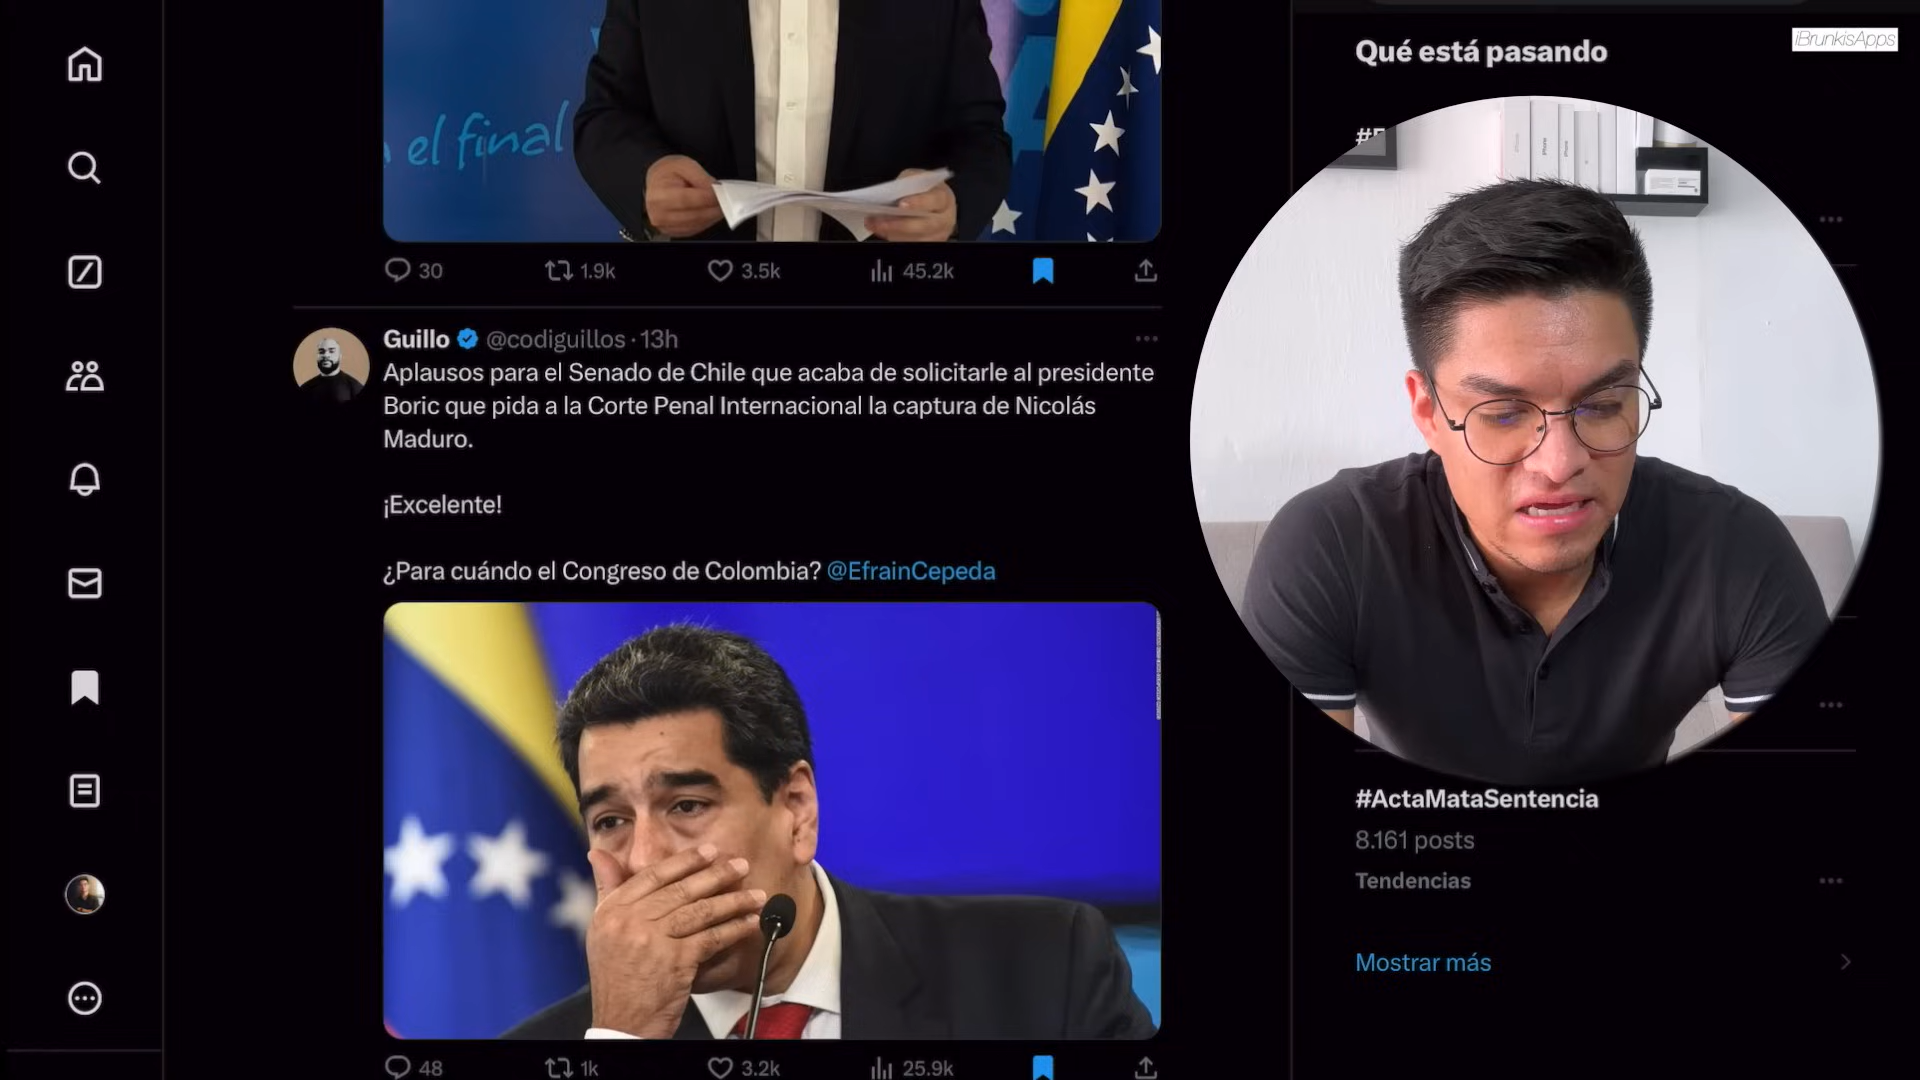 el final
30
1.9k
3.5k
45.2k
Guillo @codiguillos · 13h
Aplausos para el Senado de Chile que acaba de solicitarle al presidente
Boric que pida a la Corte Penal Internacional la captura de Nicolás
Maduro.
¡Excelente!
¿Para cuándo el Congreso de Colombia? @EfrainCepeda
48
1k
3.2k
25.9k
Qué está pasando
iBrunkisApps
iPhone
iPhone
#ActaMataSentencia
8.161 posts
Tendencias
Mostrar más